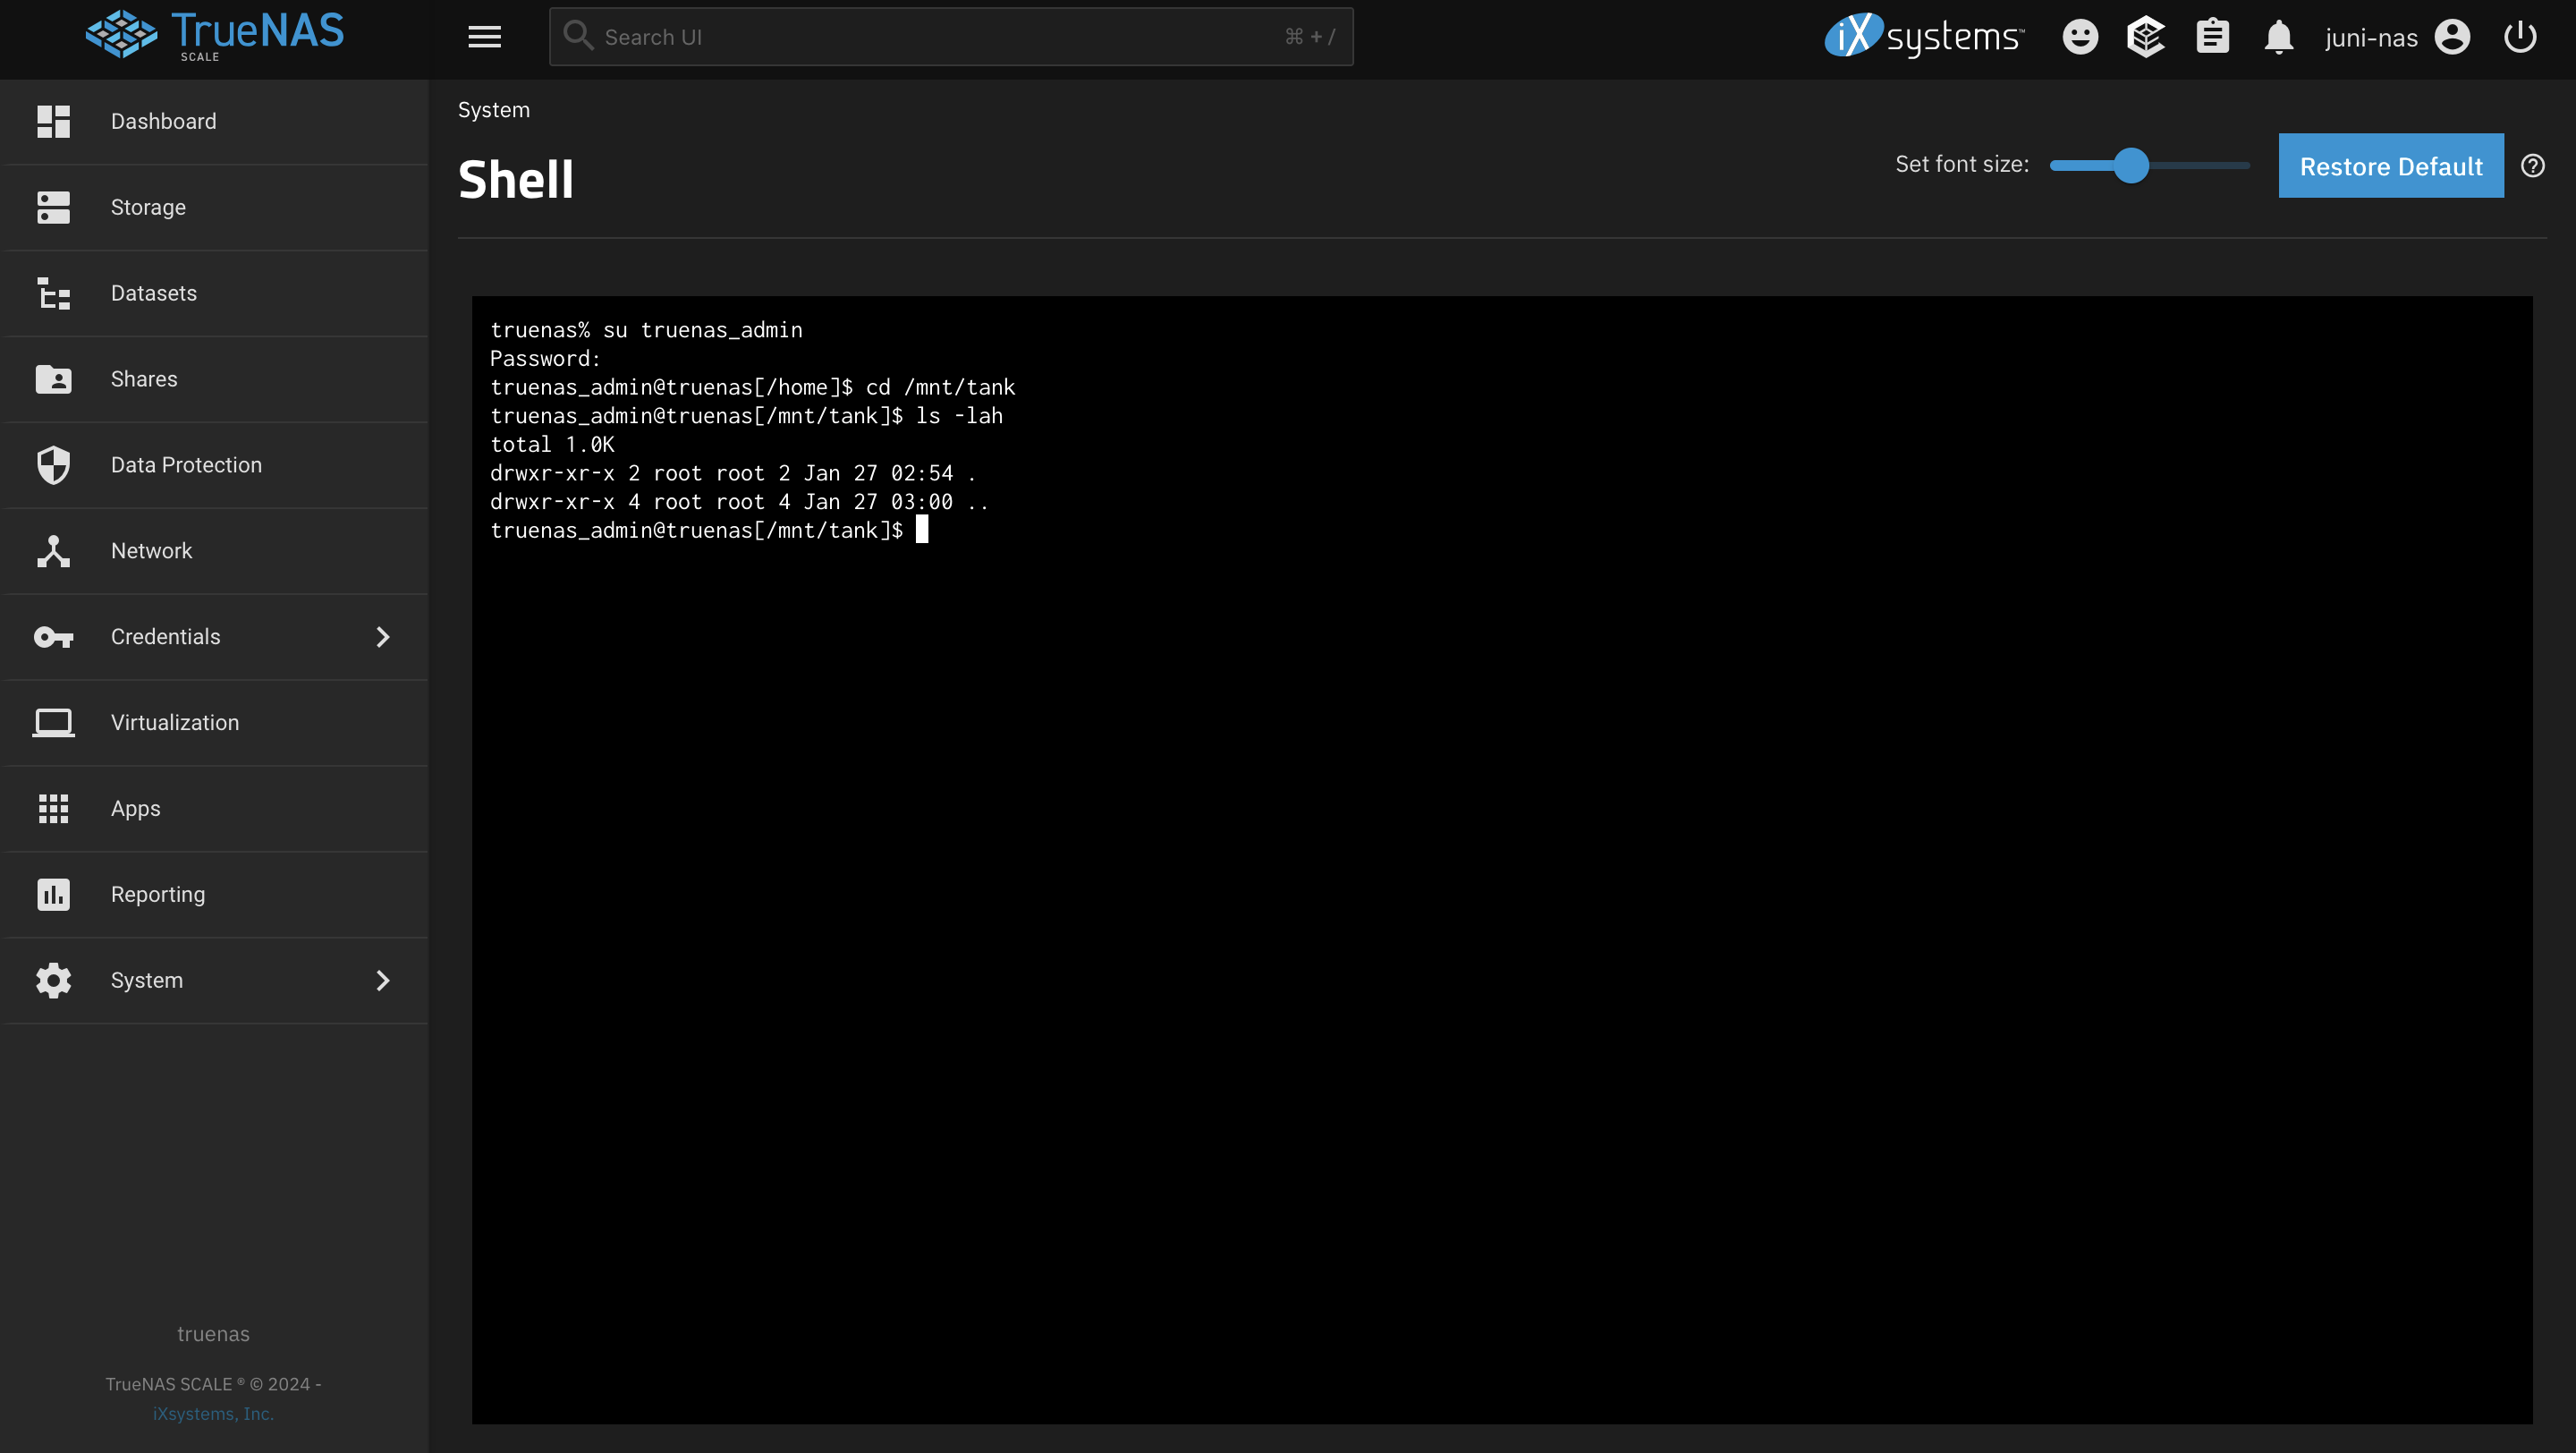 TrueNAS
SCALE
Search UI
⌘ + /
iXsystems™
juni-nas
Dashboard
Storage
Datasets
Shares
Data Protection
Network
Credentials
Virtualization
Apps
Reporting
System
truenas
TrueNAS SCALE ® © 2024 -
iXsystems, Inc.
System
Shell
Set font size:
Restore Default
truenas% su truenas_admin
Password:
truenas_admin@truenas[/home]$ cd /mnt/tank
truenas_admin@truenas[/mnt/tank]$ ls -lah
total 1.0K
drwxr-xr-x 2 root root 2 Jan 27 02:54 .
drwxr-xr-x 4 root root 4 Jan 27 03:00 ..
truenas_admin@truenas[/mnt/tank]$